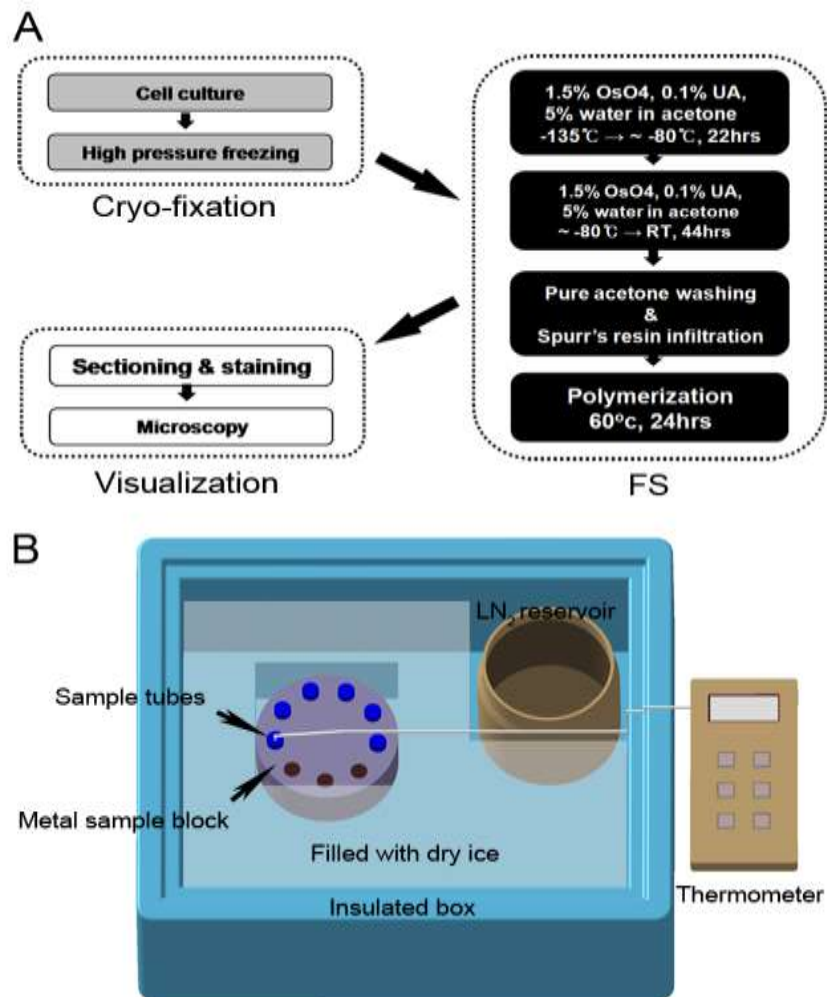 A
Cell culture
High pressure freezing
Cryo-fixation
1.5% OsO4, 0.1% UA,
5% water in acetone
-135℃ → ~ -80℃, 22hrs
1.5% OsO4, 0.1% UA,
5% water in acetone
~ -80℃ → RT, 44hrs
Pure acetone washing
&
Spurr's resin infiltration
Polymerization
60°c, 24hrs
FS
Sectioning & staining
Microscopy
Visualization
B
LN₂ reservoir
Sample tubes
Metal sample block
Filled with dry ice
Insulated box
Thermometer